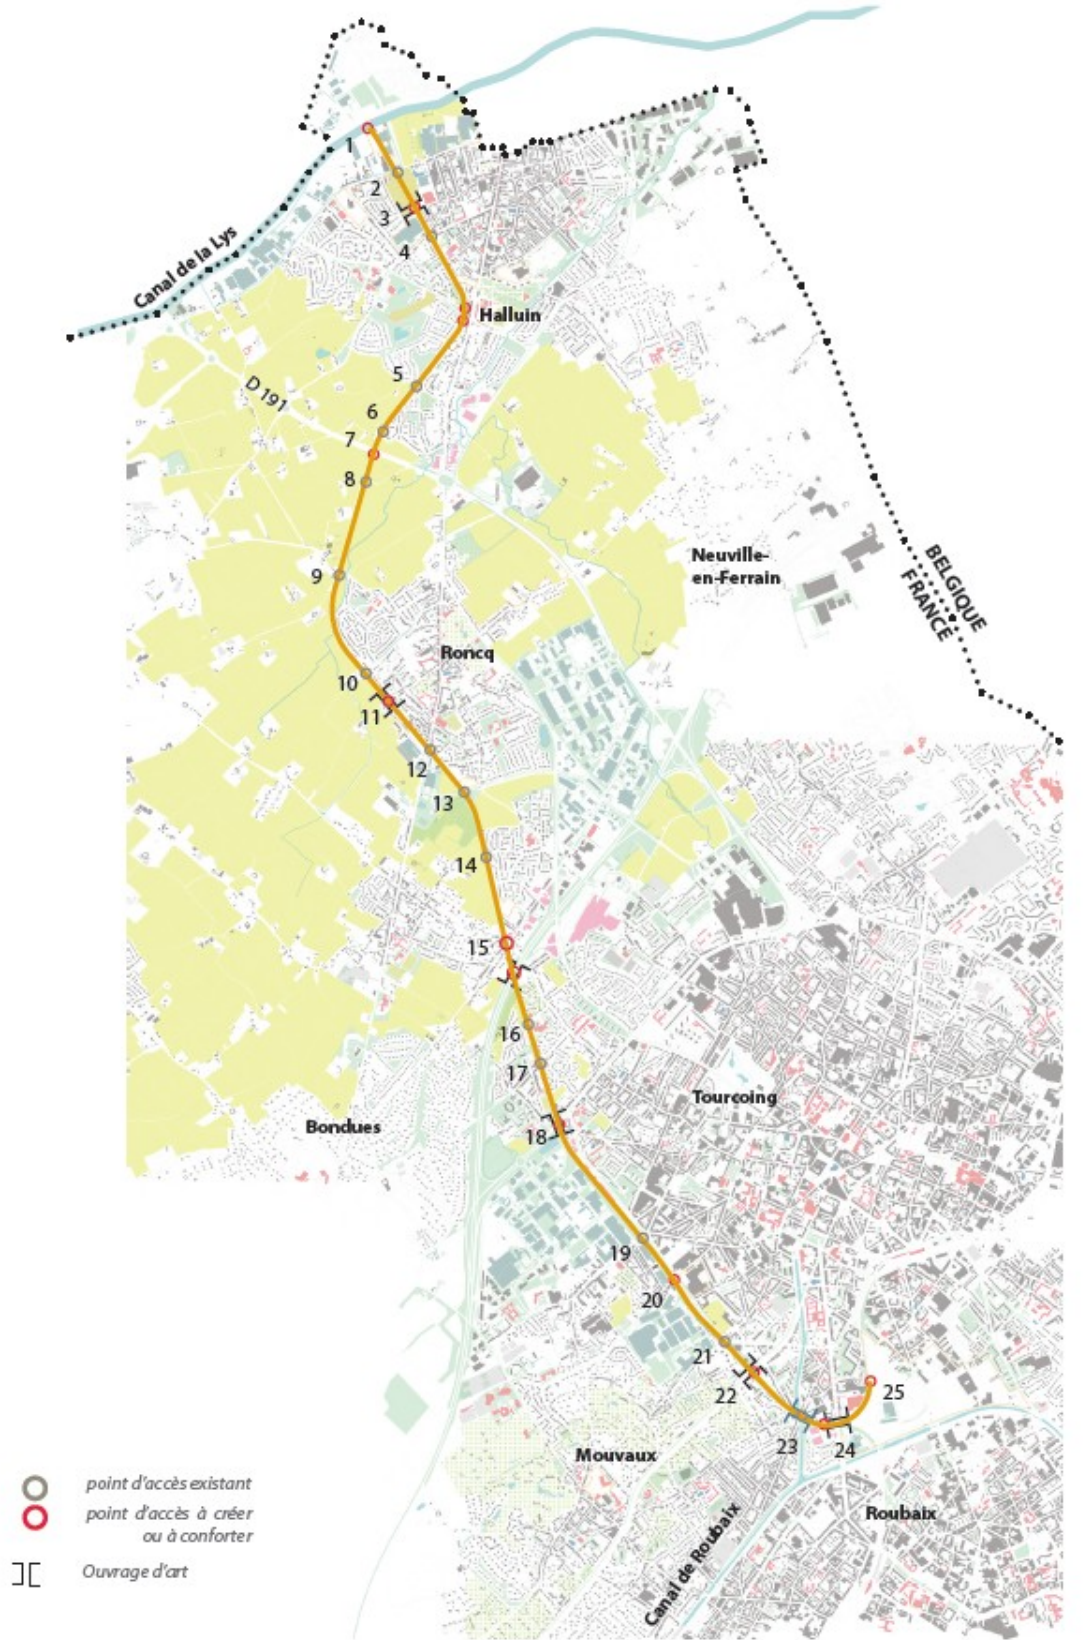 1
2
3
4
Canal de la Lys
Halluin
5
D 191
6
7
8
9
Neuville-
en-Ferrain
BELGIQUE
FRANCE
Roncq
10
11
12
13
14
15
16
17
Tourcoing
Bondues
18
19
20
21
22
25
23
24
Mouvaux
Roubaix
Canal de Roubaix
point d'accès existant
point d'accès à créer
ou à conforter
Ouvrage d'art